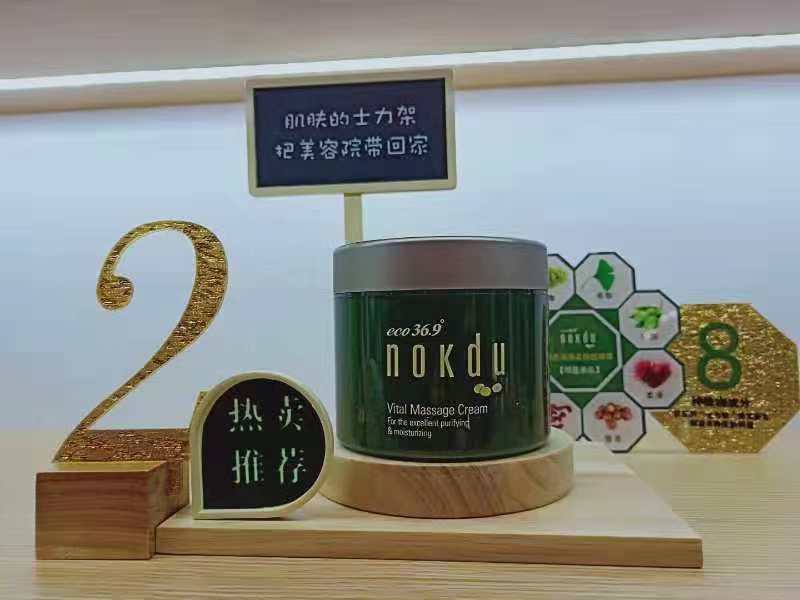 肌肤的士力架
把美容院带回家
2
热卖
推荐
eco 36.9°
nokdu
Vital Massage Cream
For the excellent purifying
& moisturizing
nokdu
8